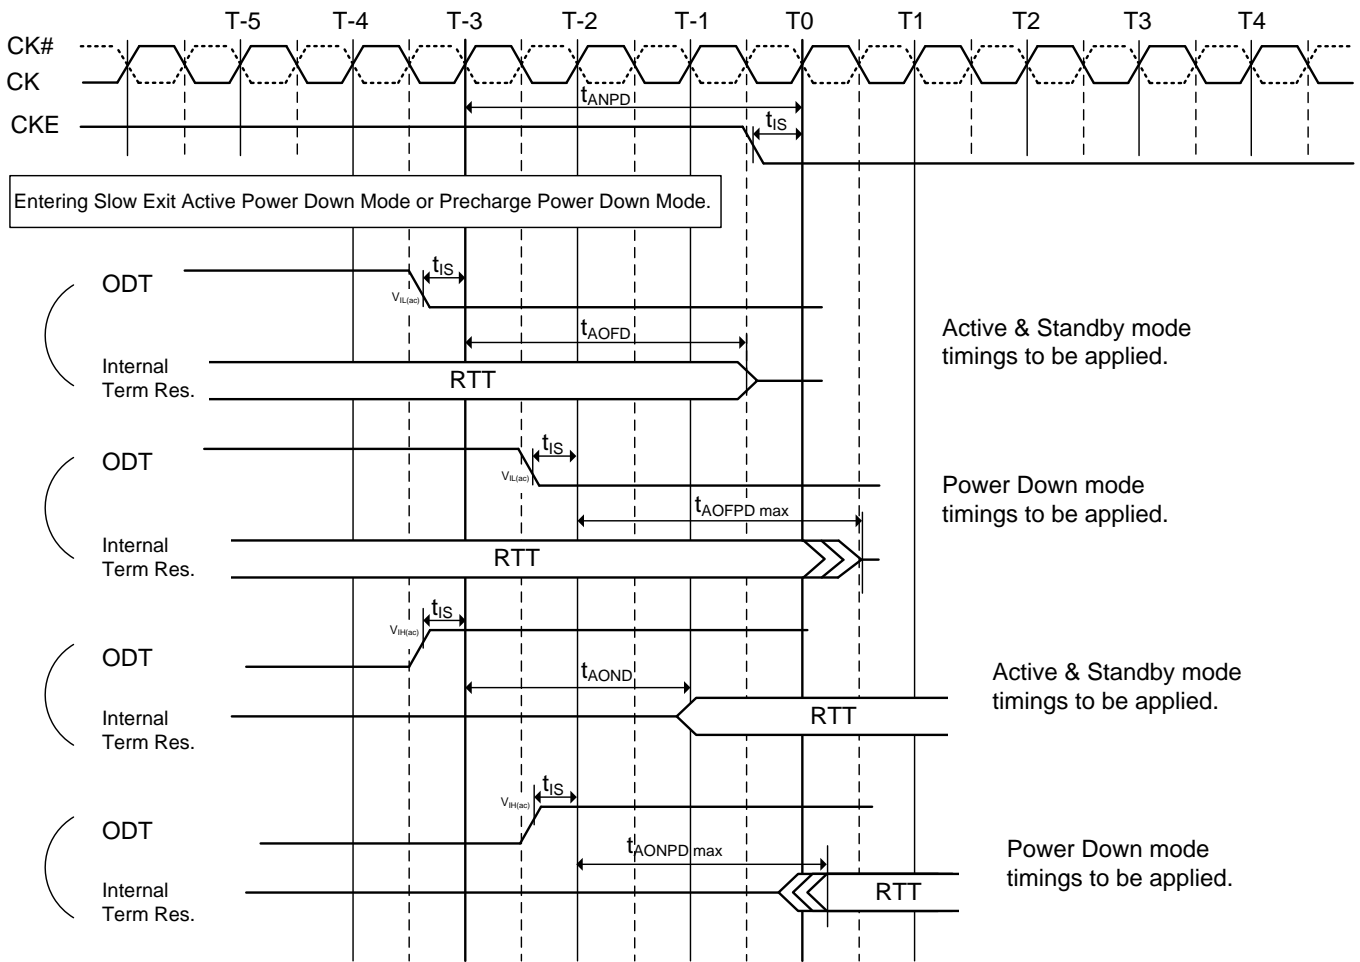 T-5 T-4 T-3 T-2 T-1 T0 T1 T2 T3 T4
CK#
CK
tANPD
CKE
tIS
Entering Slow Exit Active Power Down Mode or Precharge Power Down Mode.
ODT
tIS
VIL(ac)
tAOFD
Internal
Term Res.
RTT
Active & Standby mode
timings to be applied.
ODT
tIS
VIL(ac)
tAOFPD max
Internal
Term Res.
RTT
Power Down mode
timings to be applied.
tIS
VIH(ac)
ODT
tAOND
Internal
Term Res.
RTT
Active & Standby mode
timings to be applied.
tIS
VIH(ac)
ODT
tAONPD max
Internal
Term Res.
RTT
Power Down mode
timings to be applied.